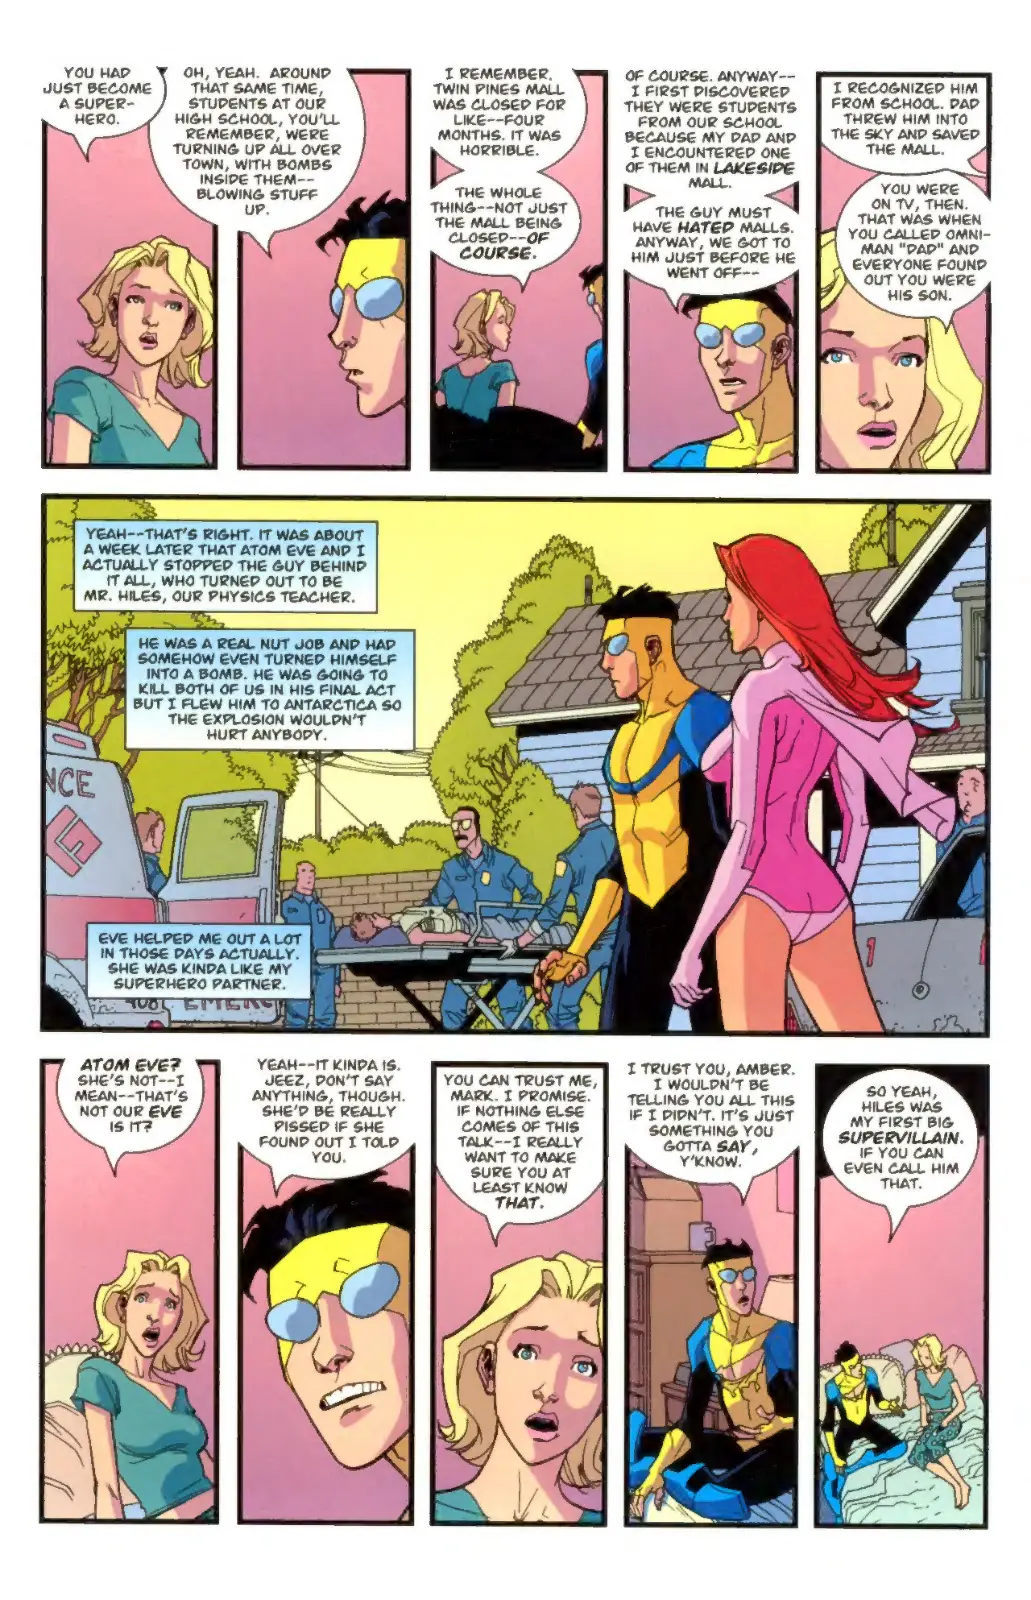 YOU HAD
JUST BECOME
A SUPER-
HERO.
OH, YEAH. AROUND
THAT SAME TIME,
STUDENTS AT OUR
HIGH SCHOOL, YOU'LL
REMEMBER, WERE
TURNING UP ALL OVER
TOWN, WITH BOMBS
INSIDE THEM--
BLOWING STUFF
UP.
I REMEMBER.
TWIN PINES MALL
WAS CLOSED FOR
LIKE--FOUR
MONTHS. IT WAS
HORRIBLE.
THE WHOLE
THING--NOT JUST
THE MALL BEING
CLOSED--OF
COURSE.
OF COURSE. ANYWAY--
I FIRST DISCOVERED
THEY WERE STUDENTS
FROM OUR SCHOOL
BECAUSE MY DAD AND
I ENCOUNTERED ONE
OF THEM IN LAKESIDE
MALL.
THE GUY MUST
HAVE HATED MALLS.
ANYWAY, WE GOT TO
HIM JUST BEFORE HE
WENT OFF--
I RECOGNIZED HIM
FROM SCHOOL. DAD
THREW HIM INTO
THE SKY AND SAVED
THE MALL.
YOU WERE
ON TV, THEN.
THAT WAS WHEN
YOU CALLED OMNI-
MAN "DAD" AND
EVERYONE FOUND
OUT YOU WERE
HIS SON.
YEAH--THAT'S RIGHT. IT WAS ABOUT
A WEEK LATER THAT ATOM EVE AND I
ACTUALLY STOPPED THE GUY BEHIND
IT ALL, WHO TURNED OUT TO BE
MR. HILES, OUR PHYSICS TEACHER.
HE WAS A REAL NUT JOB AND HAD
SOMEHOW EVEN TURNED HIMSELF
INTO A BOMB. HE WAS GOING TO
KILL BOTH OF US IN HIS FINAL ACT
BUT I FLEW HIM TO ANTARCTICA SO
THE EXPLOSION WOULDN'T
HURT ANYBODY.
NCE
EVE HELPED ME OUT A LOT
IN THOSE DAYS ACTUALLY.
SHE WAS KINDA LIKE MY
SUPERHERO PARTNER.
408 EMERG
1
ATOM EVE?
SHE'S NOT--I
MEAN--THAT'S
NOT OUR EVE
IS IT?
YEAH--IT KINDA IS.
JEEZ, DON'T SAY
ANYTHING, THOUGH.
SHE'D BE REALLY
PISSED IF SHE
FOUND OUT I TOLD
YOU.
YOU CAN TRUST ME,
MARK. I PROMISE.
IF NOTHING ELSE
COMES OF THIS
TALK--I REALLY
WANT TO MAKE
SURE YOU AT
LEAST KNOW
THAT.
I TRUST YOU, AMBER.
I WOULDN'T BE
TELLING YOU ALL THIS
IF I DIDN'T. IT'S JUST
SOMETHING YOU
GOTTA SAY,
Y'KNOW.
SO YEAH,
HILES WAS
MY FIRST BIG
SUPERVILLAIN.
IF YOU CAN
EVEN CALL HIM
THAT.